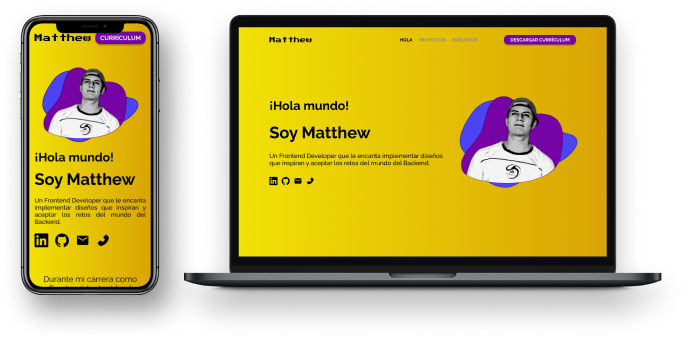 Matthew
CURRÍCULUM
¡Hola mundo!
Soy Matthew
Un Frontend Developer que le encanta
implementar diseños que inspiran y
aceptar los retos del mundo del
Backend.
Durante mi carrera como
Matthew
HOLA PROYECTOS HABLEMOS
DESCARGAR CURRÍCULUM
¡Hola mundo!
Soy Matthew
Un Frontend Developer que le encanta implementar diseños
que inspiran y aceptar los retos del mundo del Backend.